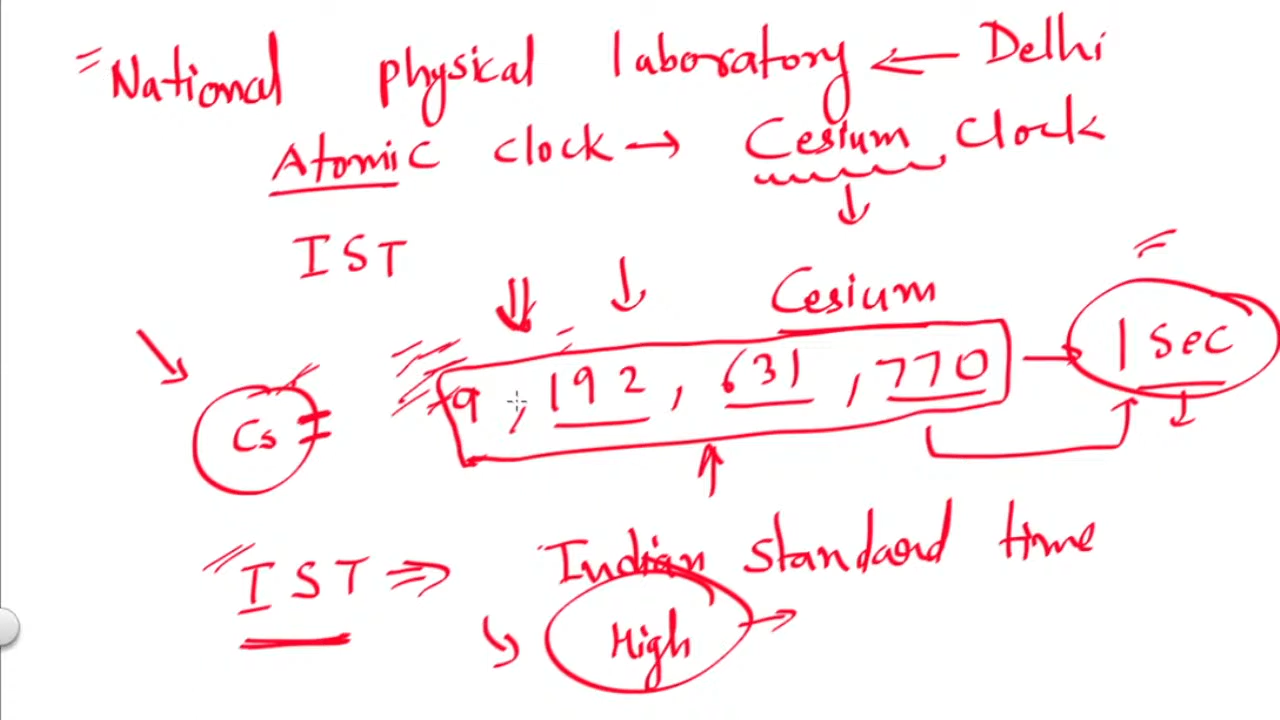 National physical laboratory ← Delhi
Atomic clock → Cesium Clock
IST
Cesium
9,192,631,770 → 1 Sec
Cs
IST ⇒ Indian standard time
High →